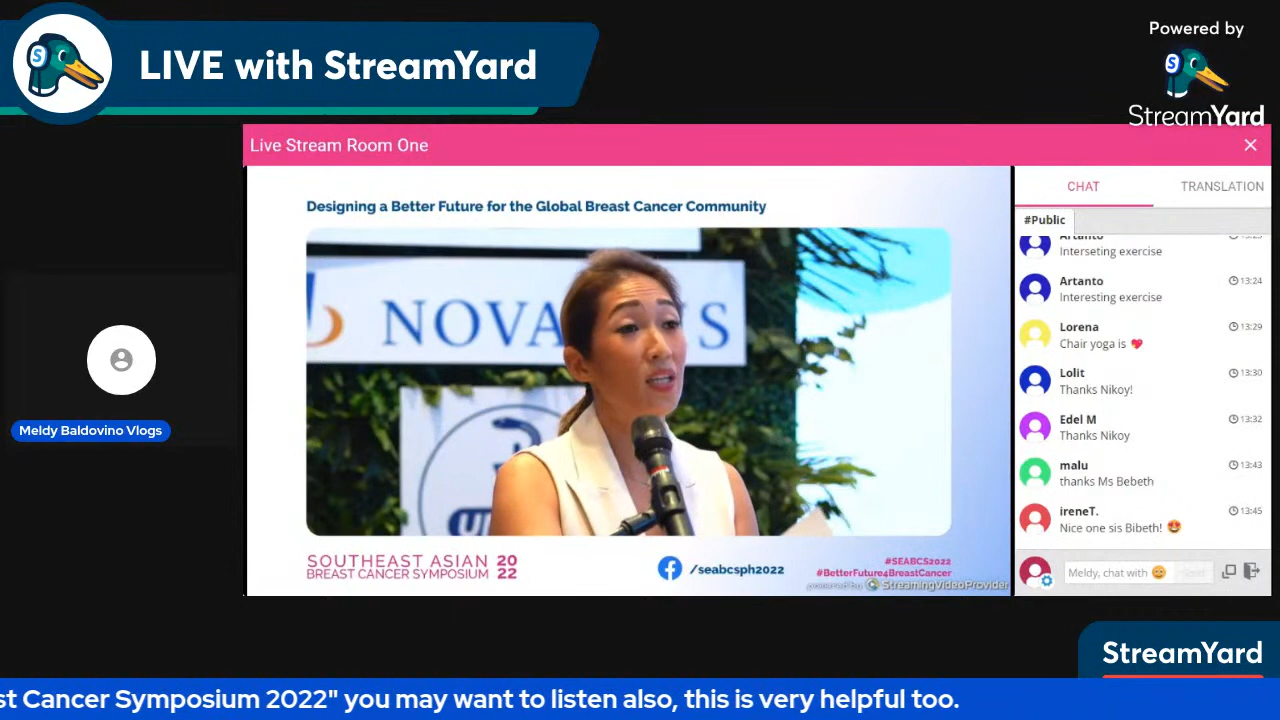 LIVE with StreamYard
Powered by
StreamYard
Live Stream Room One
Designing a Better Future for the Global Breast Cancer Community
CHAT
TRANSLATION
#Public
Artanto
Interseting exercise
Artanto
13:24
Interesting exercise
Lorena
13:29
Chair yoga is 💖
Lolit
13:30
Thanks Nikoy!
Edel M
13:32
Thanks Nikoy
malu
13:43
thanks Ms Bebeth
ireneT.
13:45
Nice one sis Bibeth! 😍
Meldy, chat with 😊
Meldy Baldovino Vlogs
SOUTHEAST ASIAN 20
BREAST CANCER SYMPOSIUM 22
/seabcsph2022
#SEABCS2022
#BetterFuture4BreastCancer
StreamingVideoProvider
StreamYard
st Cancer Symposium 2022" you may want to listen also, this is very helpful too.